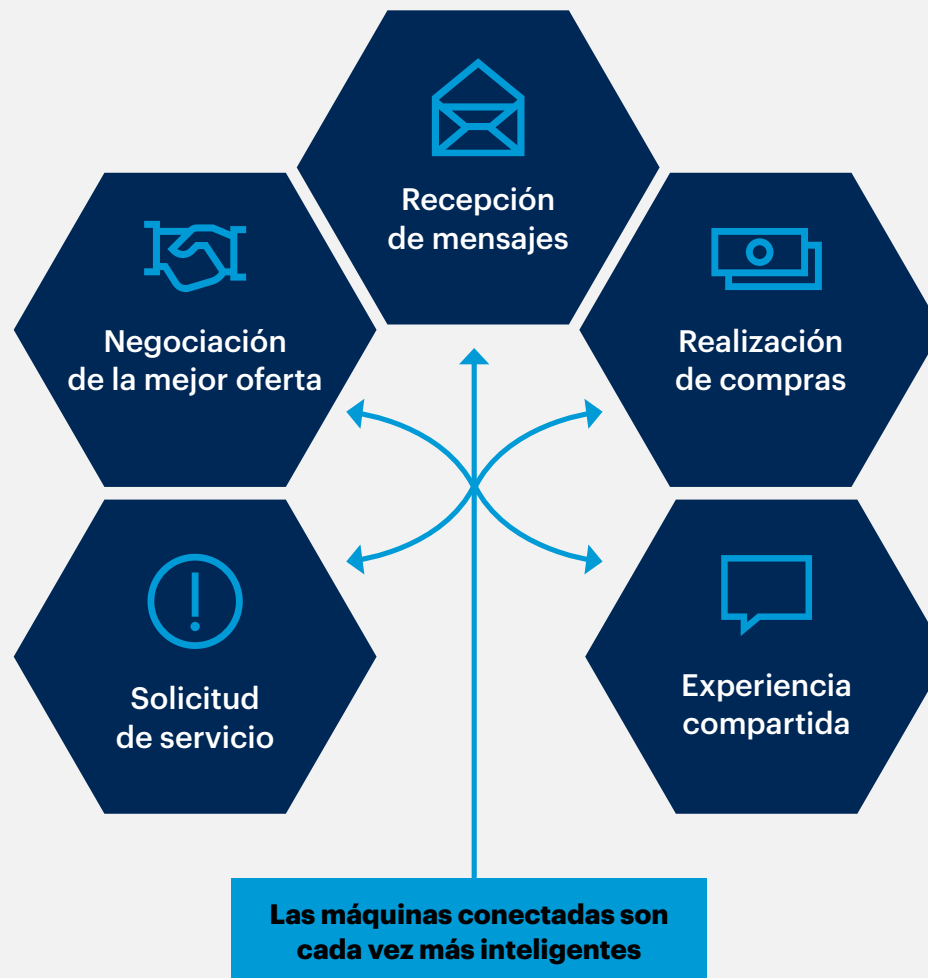 Recepción
de mensajes
Negociación
de la mejor oferta
Realización
de compras
Solicitud
de servicio
Experiencia
compartida
Las máquinas conectadas son
cada vez más inteligentes